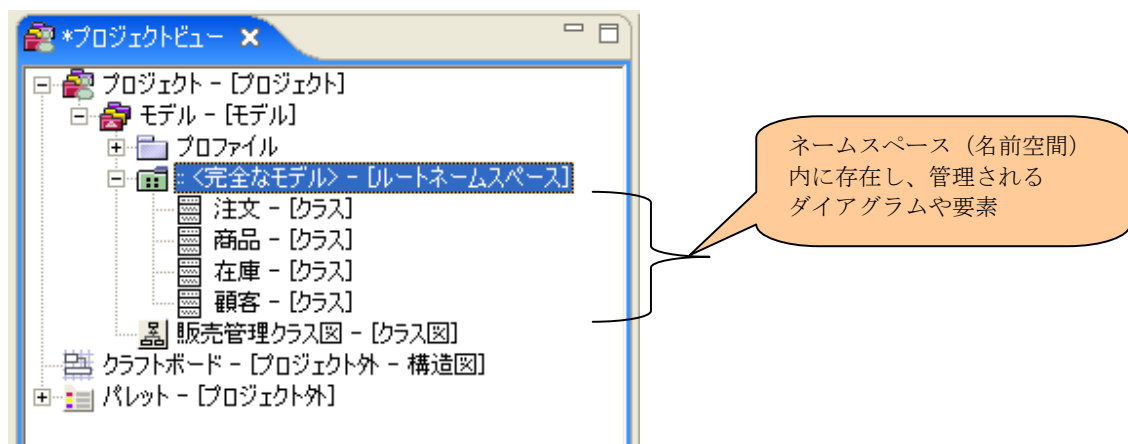 *プロジェクトビュー
プロジェクト - [プロジェクト]
モデル - [モデル]
プロファイル
:: <完全なモデル> - [ルートネームスペース]
注文 - [クラス]
商品 - [クラス]
在庫 - [クラス]
顧客 - [クラス]
販売管理クラス図 - [クラス図]
クラフトボード - [プロジェクト外 - 構造図]
パレット - [プロジェクト外]
ネームスペース（名前空間）
内に存在し、管理される
ダイアグラムや要素